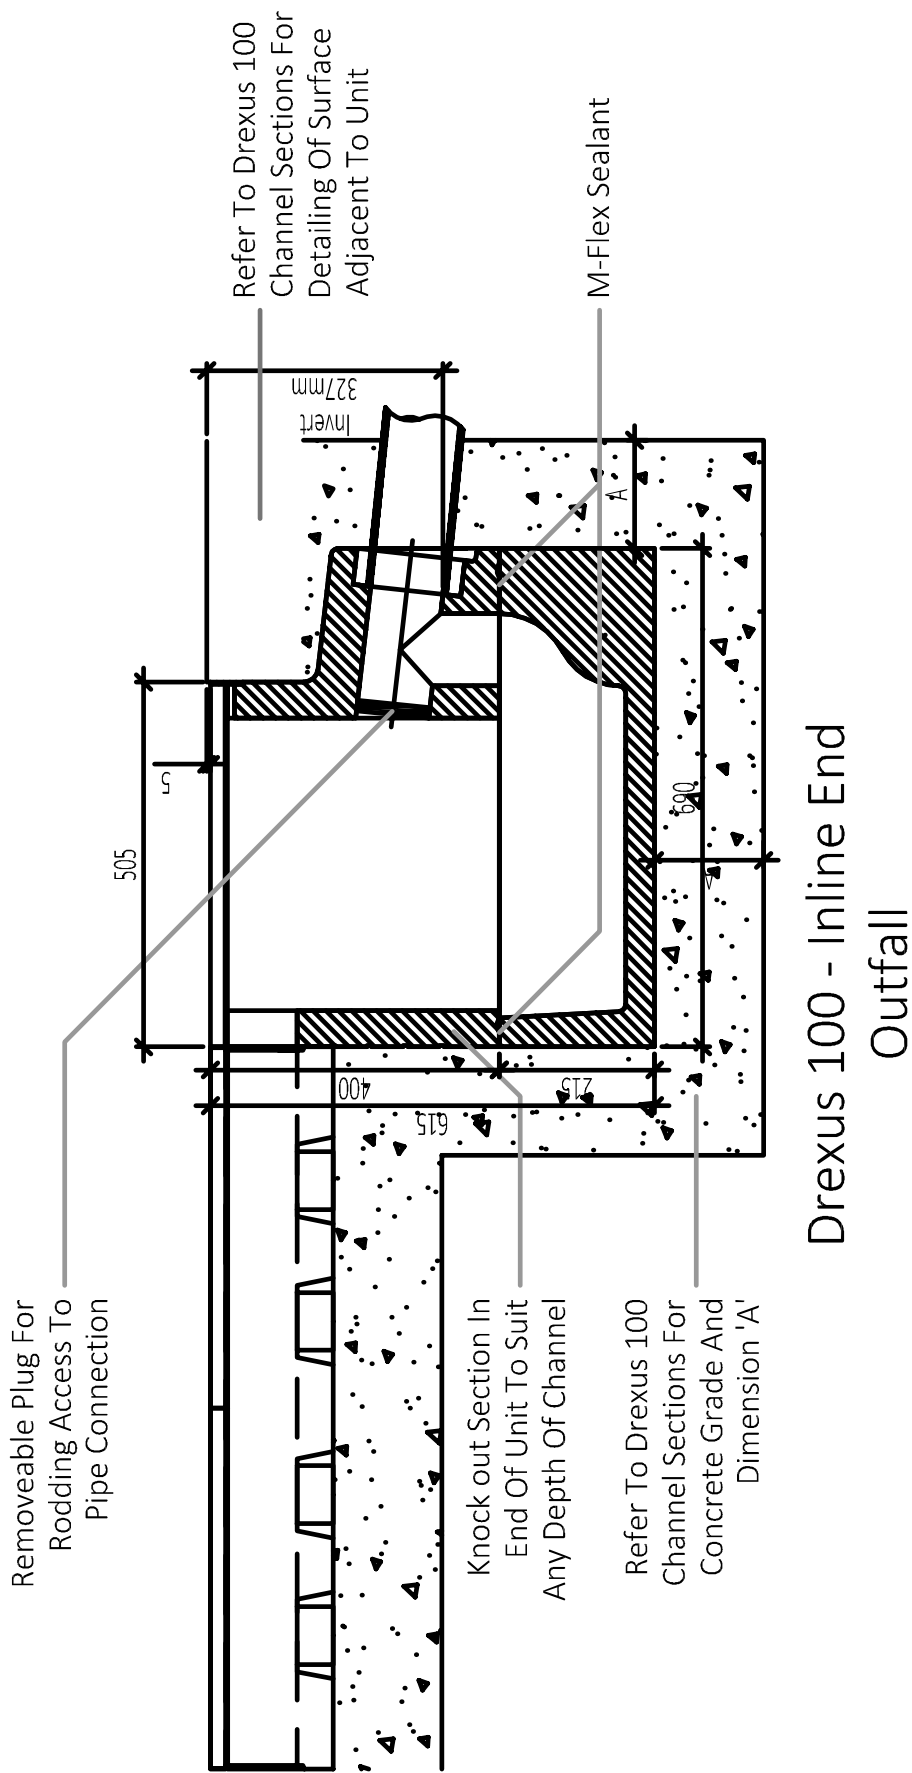 Removeable Plug For
Rodding Access To
Pipe Connection
Refer To Drexus 100
Channel Sections For
Detailing Of Surface
Adjacent To Unit
505
5
327mm
Invert
400
215
615
A
A
690
Knock out Section In
End Of Unit To Suit
Any Depth Of Channel
M-Flex Sealant
Refer To Drexus 100
Channel Sections For
Concrete Grade And
Dimension 'A'
Drexus 100 - Inline End
Outfall